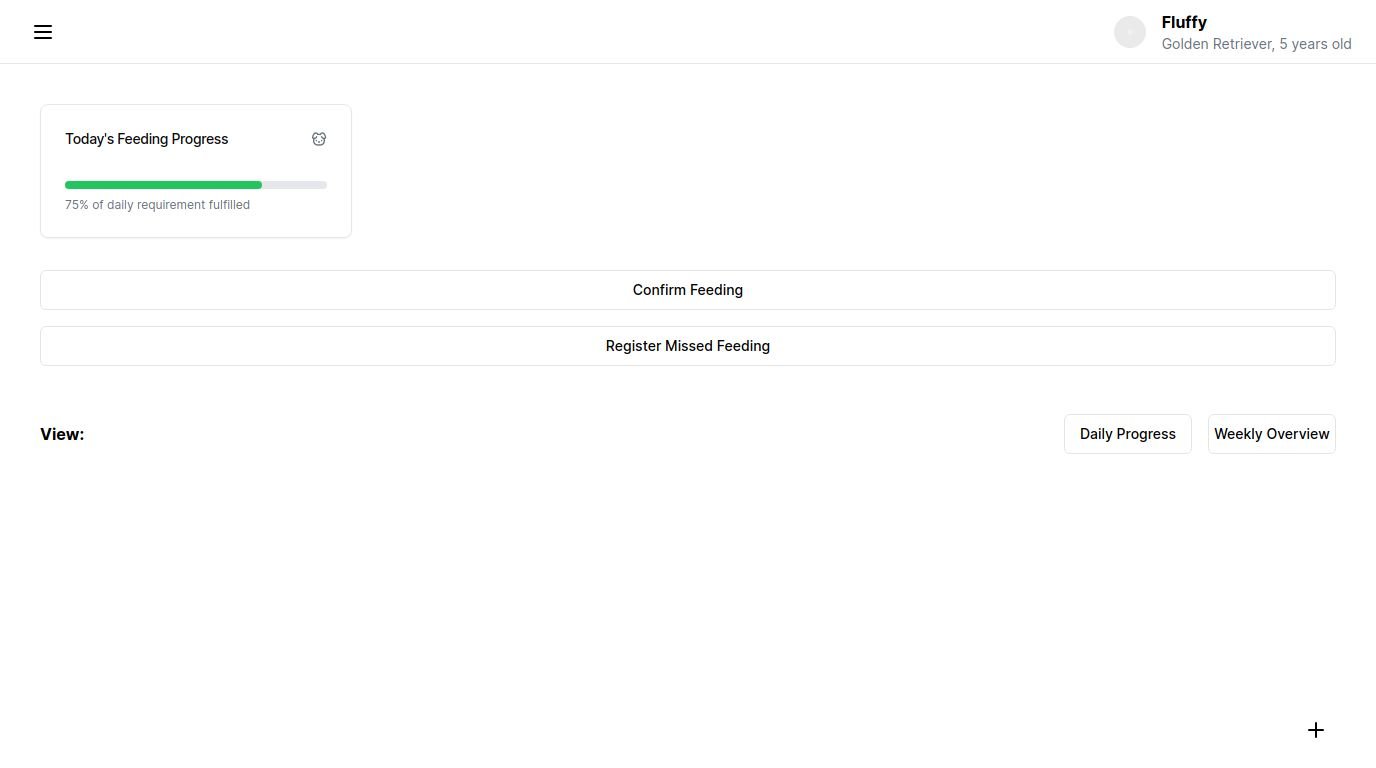 Fluffy
Golden Retriever, 5 years old
Today's Feeding Progress
75% of daily requirement fulfilled
Confirm Feeding
Register Missed Feeding
View:
Daily Progress
Weekly Overview